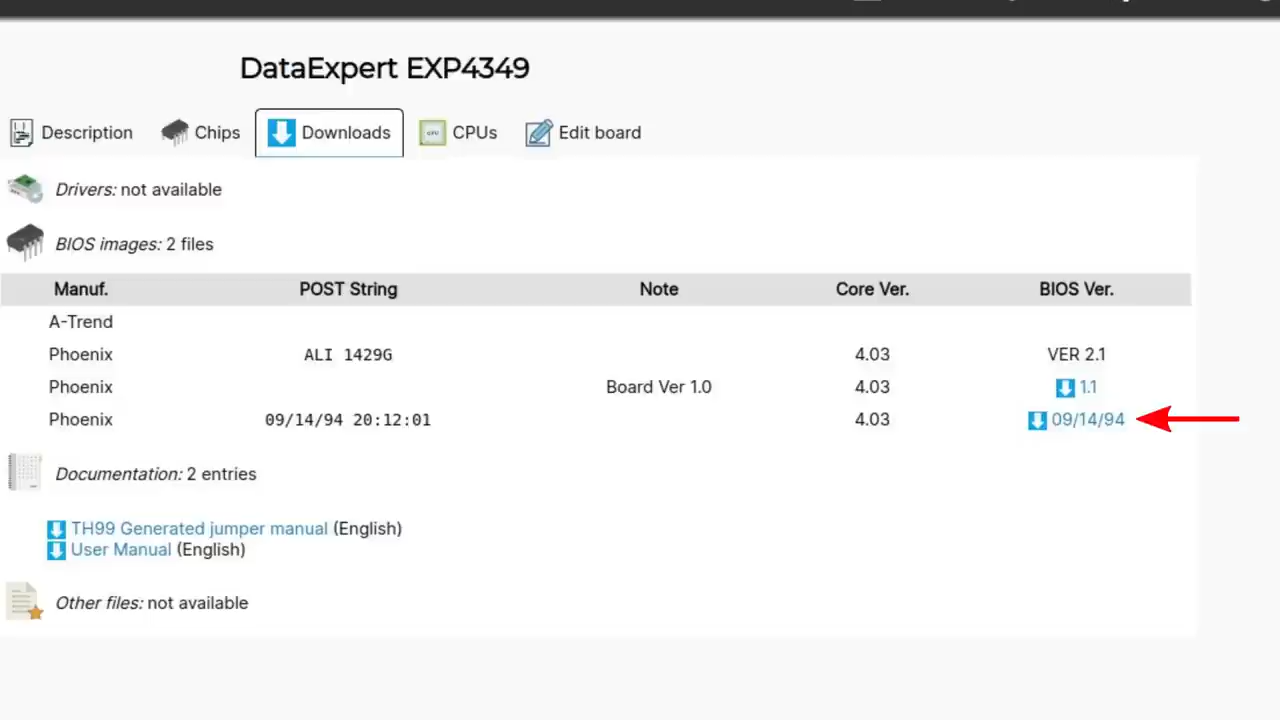 DataExpert EXP4349
Description Chips Downloads CPUs Edit board
Drivers: not available
BIOS images: 2 files
Manuf. POST String Note Core Ver. BIOS Ver.
A-Trend
Phoenix ALI 1429G 4.03 VER 2.1
Phoenix Board Ver 1.0 4.03 1.1
Phoenix 09/14/94 20:12:01 4.03 09/14/94
Documentation: 2 entries
TH99 Generated jumper manual (English)
User Manual (English)
Other files: not available